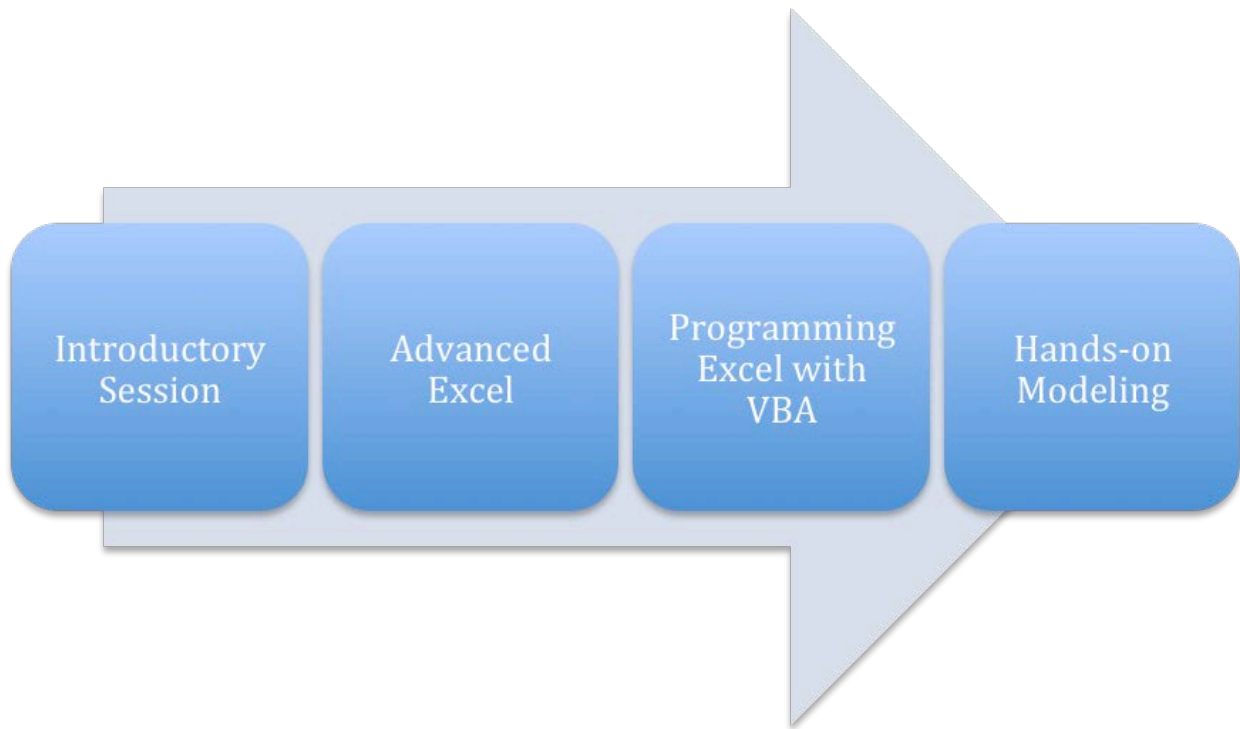 Introductory
Session
Advanced
Excel
Programming
Excel with
VBA
Hands-on
Modeling